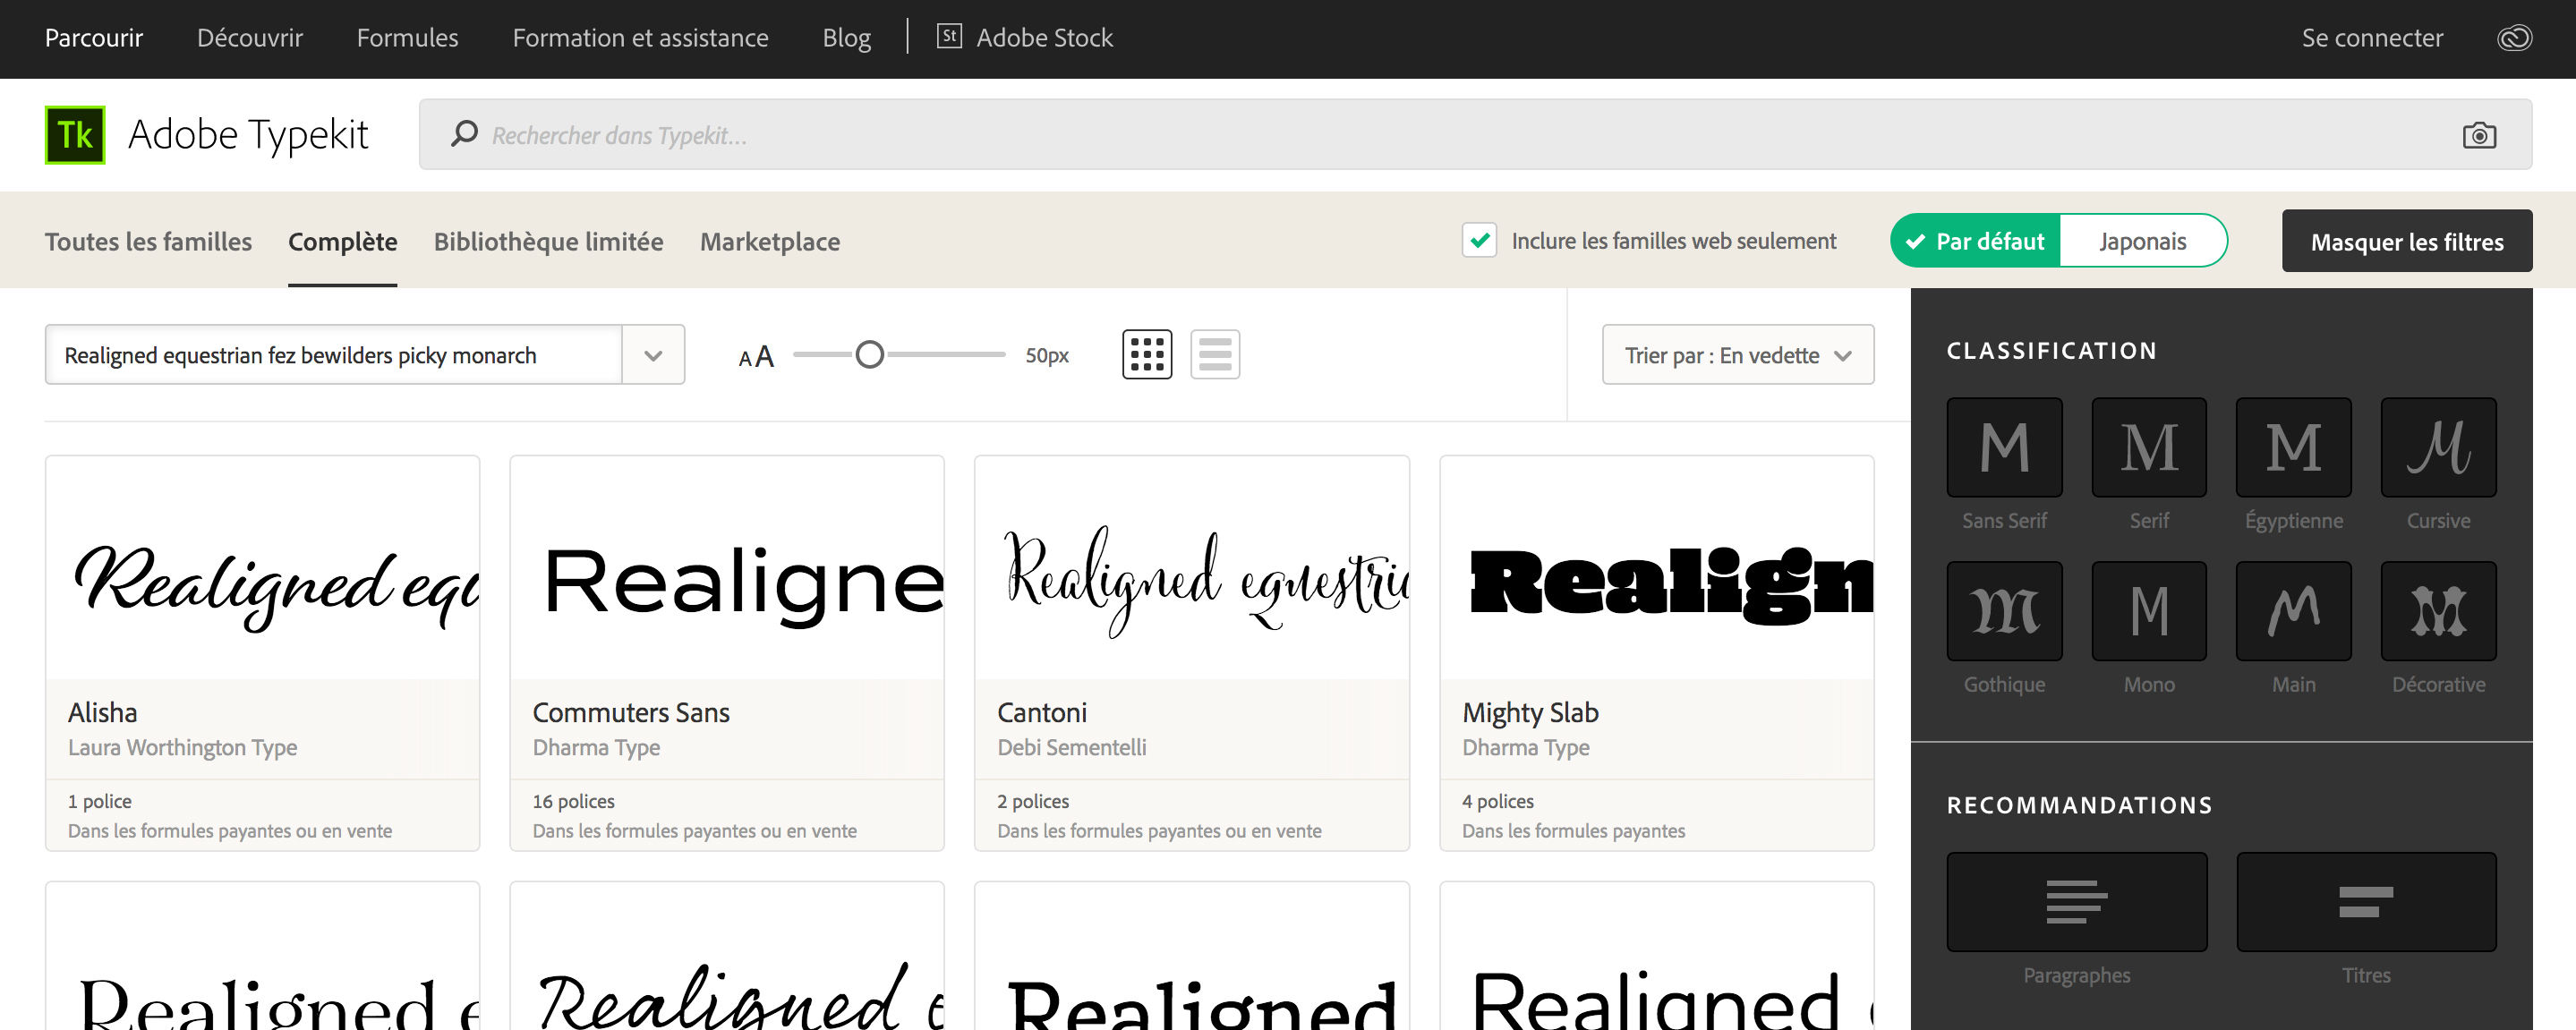 Parcourir Découvrir Formules Formation et assistance Blog St Adobe Stock Se connecter
Tk Adobe Typekit Rechercher dans Typekit...
Toutes les familles Complète Bibliothèque limitée Marketplace Inclure les familles web seulement Par défaut Japonais Masquer les filtres
Realigned equestrian fez bewilders picky monarch AA 50px Trier par : En vedette
Realigned equ
Alisha
Laura Worthington Type
1 police
Dans les formules payantes ou en vente
Realigne
Commuters Sans
Dharma Type
16 polices
Dans les formules payantes ou en vente
Realigned equestric
Cantoni
Debi Sementelli
2 polices
Dans les formules payantes ou en vente
Realign
Mighty Slab
Dharma Type
4 polices
Dans les formules payantes
Realigned e
Realigned e
Realigned
Realigned
CLASSIFICATION
M M M M
Sans Serif Serif Égyptienne Cursive
M M M M
Gothique Mono Main Décorative
RECOMMANDATIONS
Paragraphes Titres